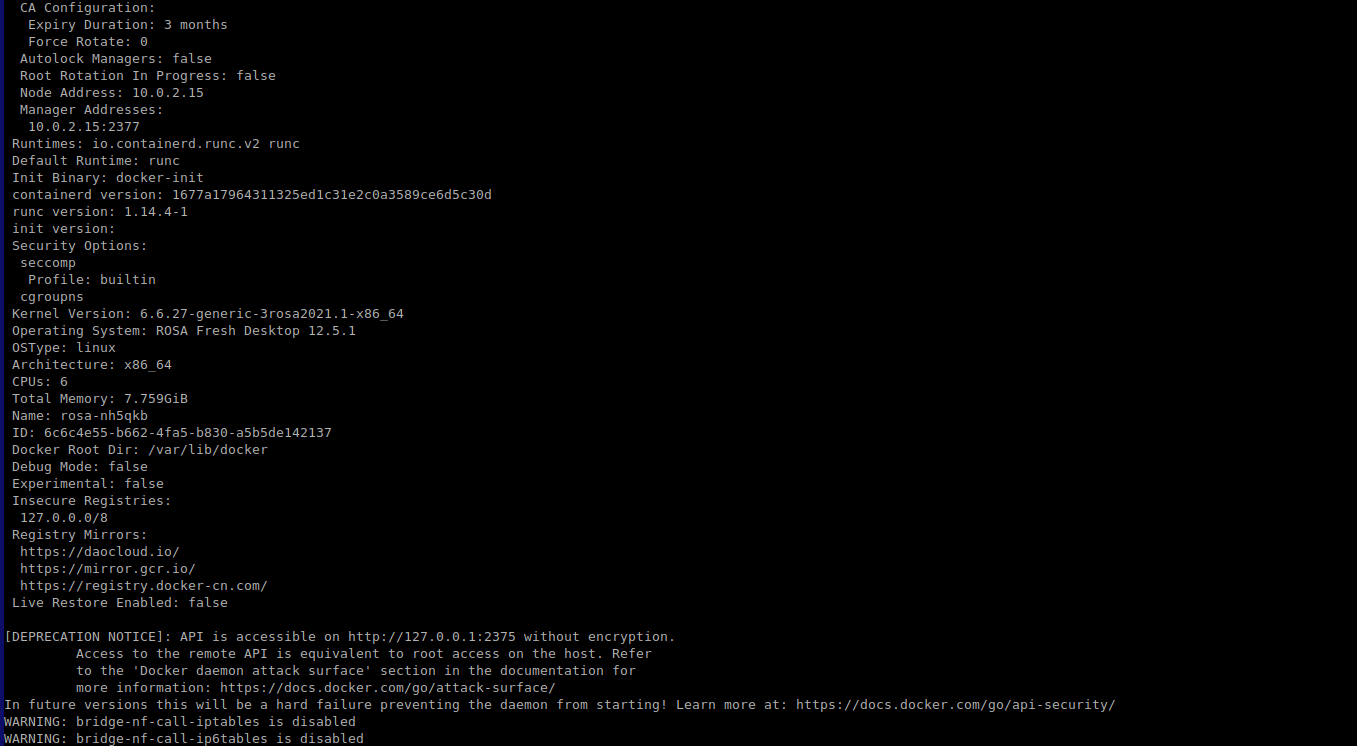 CA Configuration:
Expiry Duration: 3 months
Force Rotate: 0
Autolock Managers: false
Root Rotation In Progress: false
Node Address: 10.0.2.15
Manager Addresses:
10.0.2.15:2377
Runtimes: io.containerd.runc.v2 runc
Default Runtime: runc
Init Binary: docker-init
containerd version: 1677a17964311325ed1c31e2c0a3589ce6d5c30d
runc version: 1.14.4-1
init version:
Security Options:
seccomp
Profile: builtin
cgroupns
Kernel Version: 6.6.27-generic-3rosa2021.1-x86_64
Operating System: ROSA Fresh Desktop 12.5.1
OSType: linux
Architecture: x86_64
CPUs: 6
Total Memory: 7.759GiB
Name: rosa-nh5qkb
ID: 6c6c4e55-b662-4fa5-b830-a5b5de142137
Docker Root Dir: /var/lib/docker
Debug Mode: false
Experimental: false
Insecure Registries:
127.0.0.0/8
Registry Mirrors:
https://daocloud.io/
https://mirror.gcr.io/
https://registry.docker-cn.com/
Live Restore Enabled: false
[DEPRECATION NOTICE]: API is accessible on http://127.0.0.1:2375 without encryption.
Access to the remote API is equivalent to root access on the host. Refer
to the 'Docker daemon attack surface' section in the documentation for
more information: https://docs.docker.com/go/attack-surface/
In future versions this will be a hard failure preventing the daemon from starting! Learn more at: https://docs.docker.com/go/api-security/
WARNING: bridge-nf-call-iptables is disabled
WARNING: bridge-nf-call-ip6tables is disabled